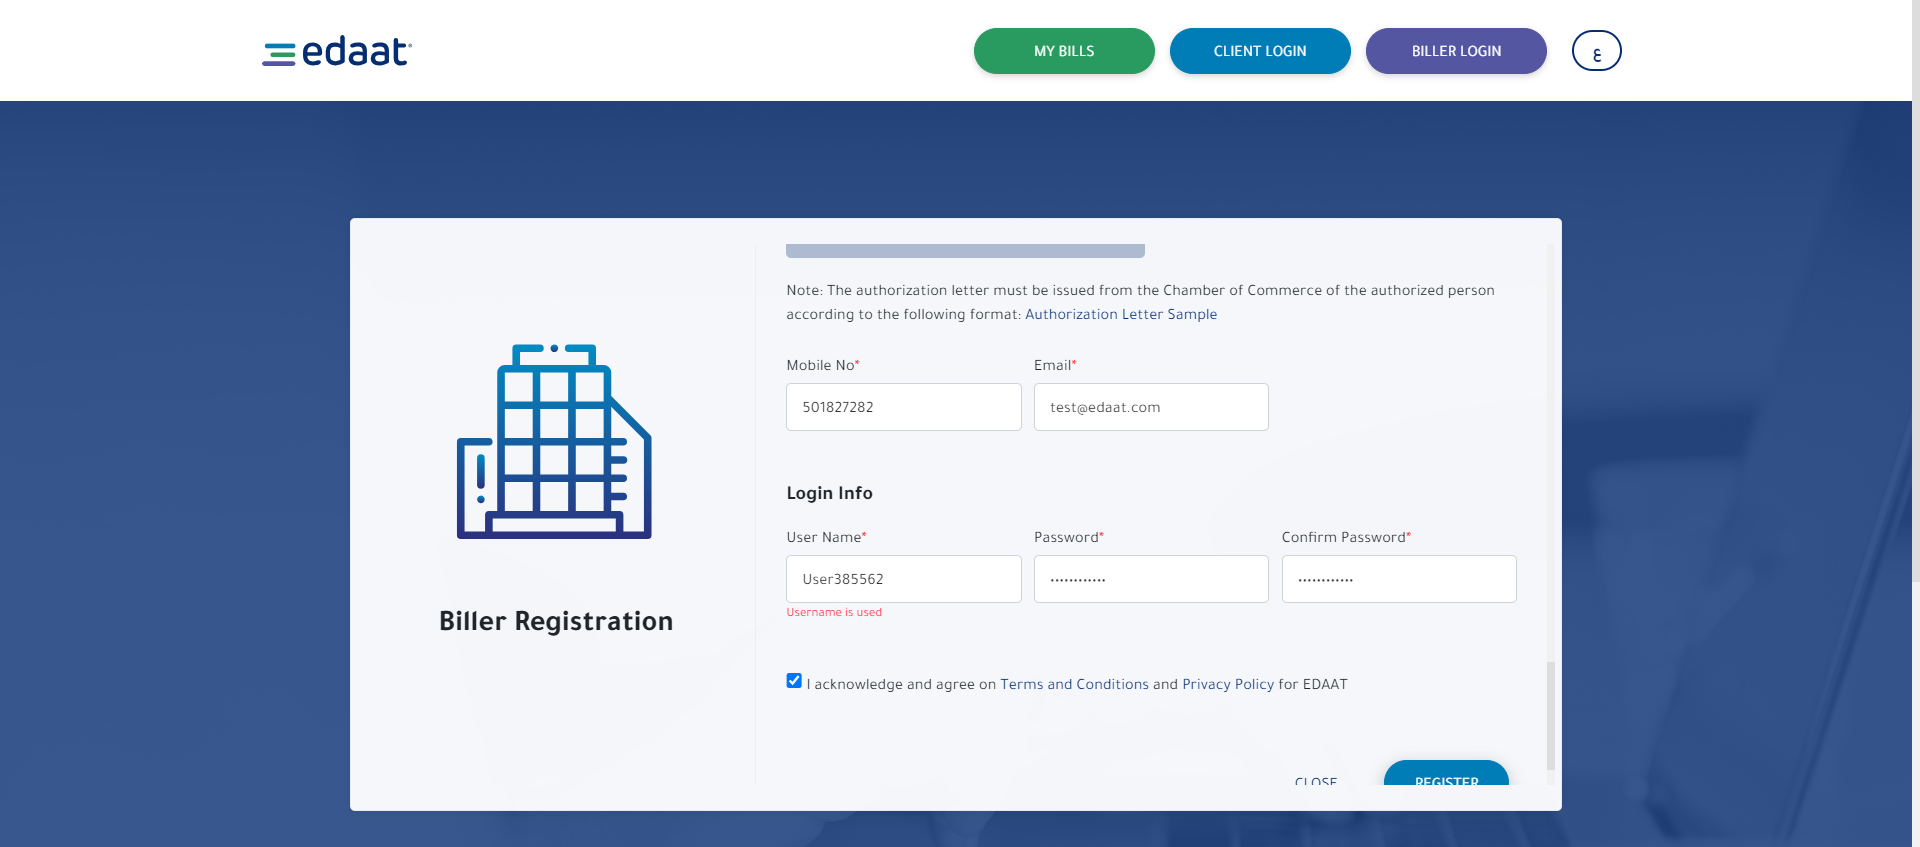 edaat
MY BILLS
CLIENT LOGIN
BILLER LOGIN
ع
Note: The authorization letter must be issued from the Chamber of Commerce of the authorized person
according to the following format: Authorization Letter Sample
Mobile No* Email*
501827282 test@edaat.com
Login Info
User Name* Password* Confirm Password*
User385562 •••••••••••• ••••••••••••
Username is used
Biller Registration
I acknowledge and agree on Terms and Conditions and Privacy Policy for EDAAT
CLOSE REGISTER